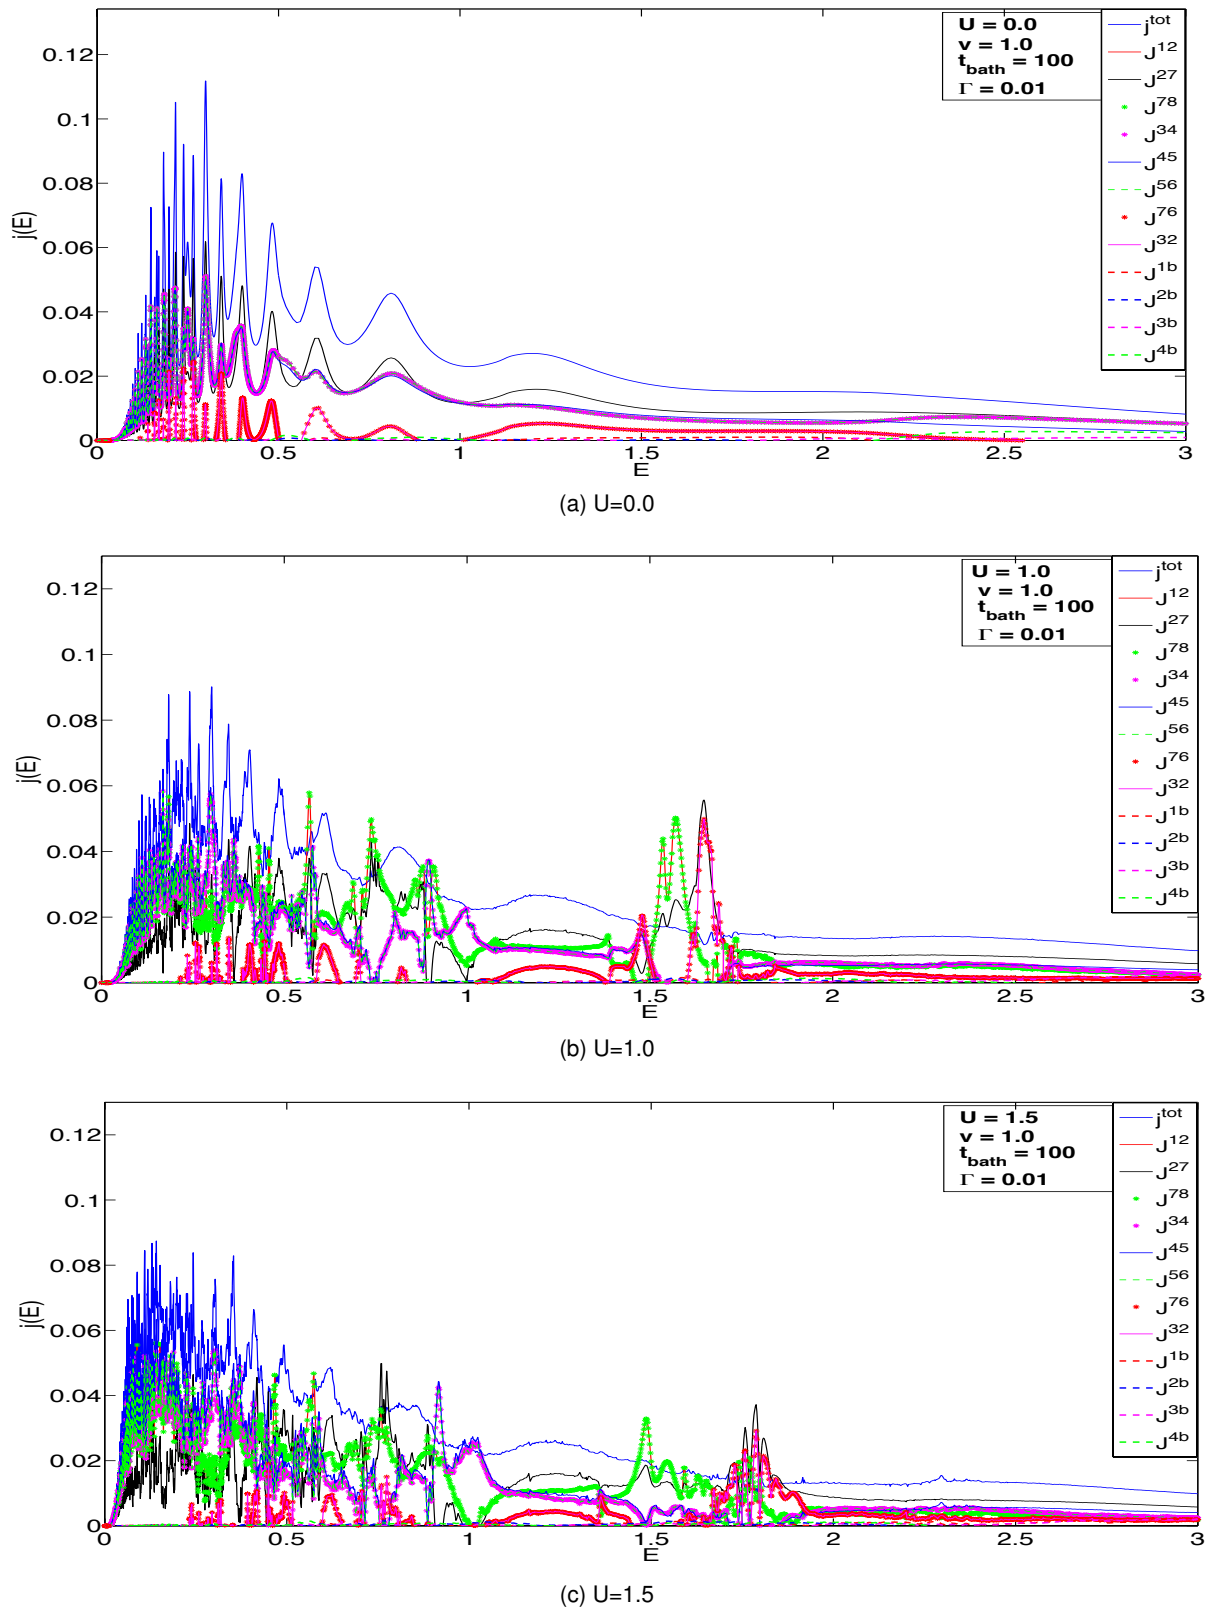 0.12
0.1
0.08
0.06
0.04
0.02
0
j(E)
0 0.5 1 1.5 2 2.5 3
E
U = 0.0
v = 1.0
t_bath = 100
Γ = 0.01
j^tot
J^12
J^27
J^78
J^34
J^45
J^56
J^76
J^32
J^1b
J^2b
J^3b
J^4b
(a) U=0.0
0.12
0.1
0.08
0.06
0.04
0.02
0
j(E)
0 0.5 1 1.5 2 2.5 3
E
U = 1.0
v = 1.0
t_bath = 100
Γ = 0.01
j^tot
J^12
J^27
J^78
J^34
J^45
J^56
J^76
J^32
J^1b
J^2b
J^3b
J^4b
(b) U=1.0
0.12
0.1
0.08
0.06
0.04
0.02
0
j(E)
0 0.5 1 1.5 2 2.5 3
E
U = 1.5
v = 1.0
t_bath = 100
Γ = 0.01
j^tot
J^12
J^27
J^78
J^34
J^45
J^56
J^76
J^32
J^1b
J^2b
J^3b
J^4b
(c) U=1.5